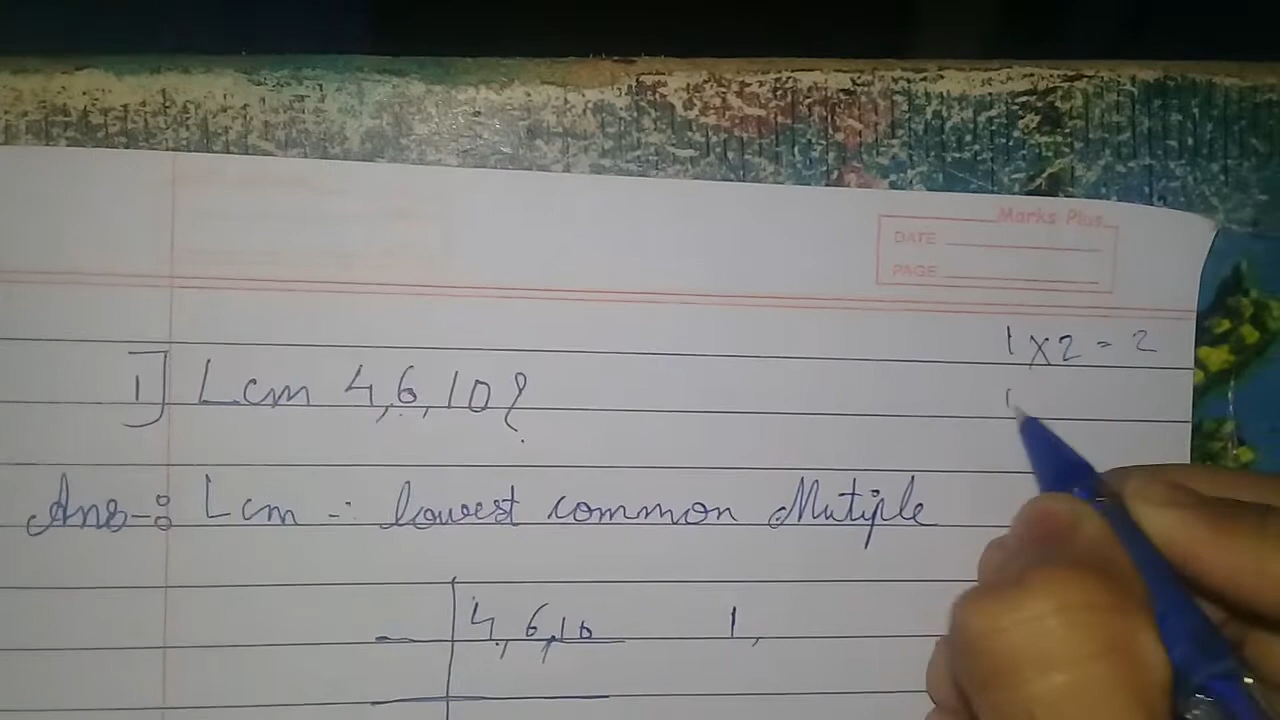 Marks Plus
DATE
PAGE
1 x 2 = 2
1] Lcm 4,6,10?
1
Ans-: Lcm -: lowest common Mutiple
4, 6, 10 1,